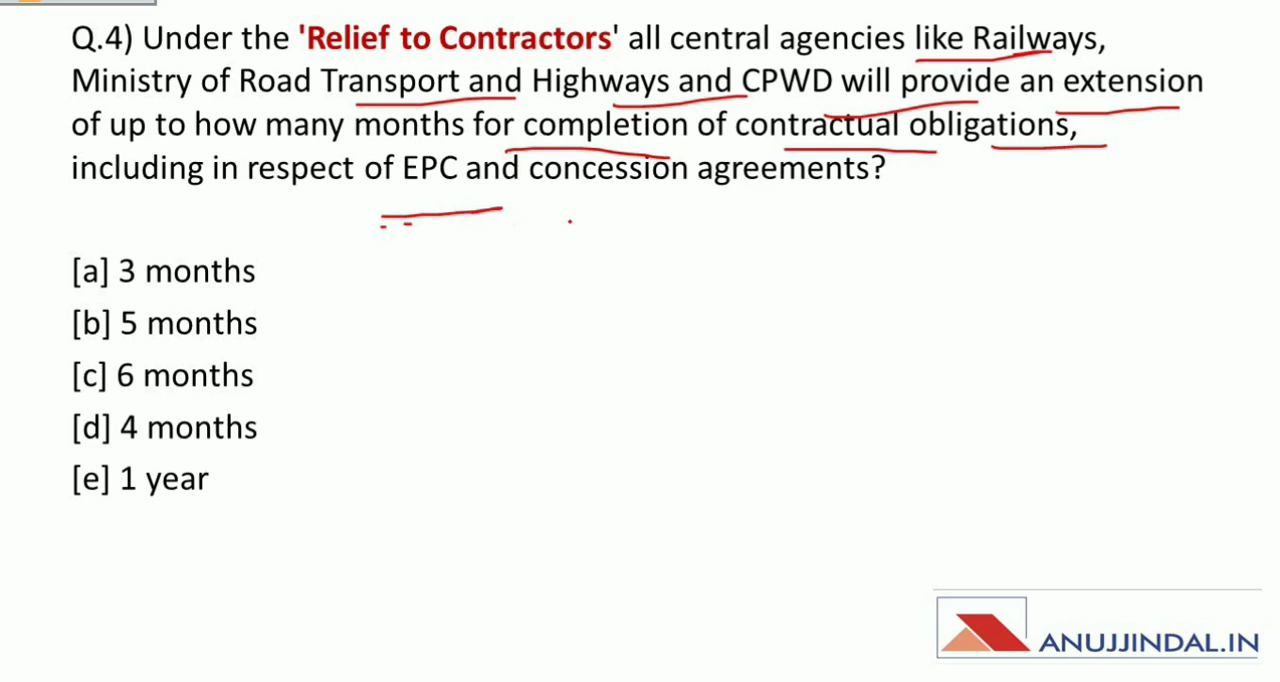 Q.4) Under the 'Relief to Contractors' all central agencies like Railways,
Ministry of Road Transport and Highways and CPWD will provide an extension
of up to how many months for completion of contractual obligations,
including in respect of EPC and concession agreements?
[a] 3 months
[b] 5 months
[c] 6 months
[d] 4 months
[e] 1 year
ANUJJINDAL.IN